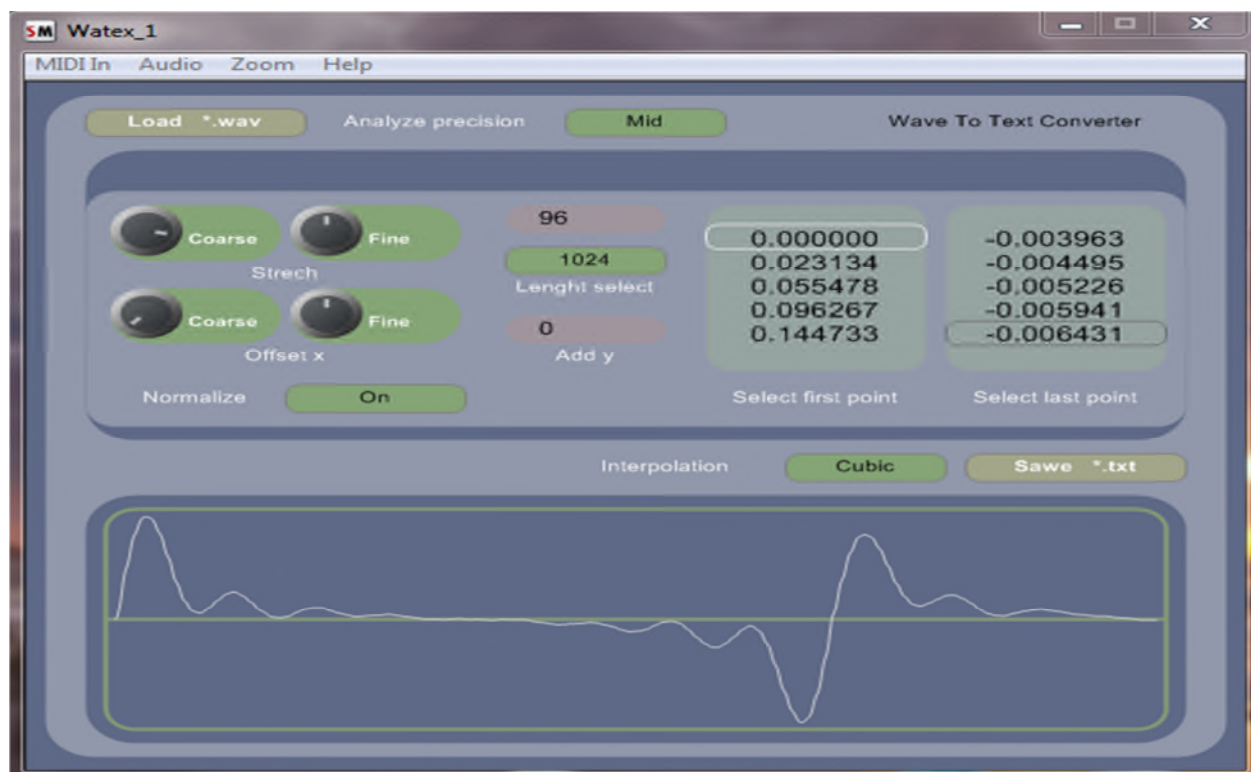 SM Watex_1
MIDI In Audio Zoom Help
Load *.wav Analyze precision Mid Wave To Text Converter
Coarse Fine
Strech
Coarse Fine
Offset x
Normalize On
96
1024
Lenght select
0
Add y
0.000000
0.023134
0.055478
0.096267
0.144733
Select first point
-0.003963
-0.004495
-0.005226
-0.005941
-0.006431
Select last point
Interpolation Cubic Sawe *.txt